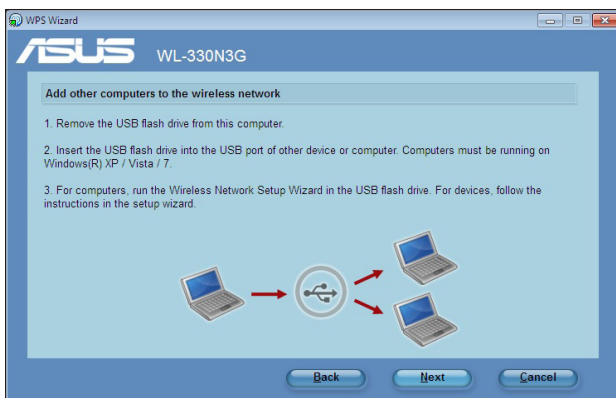 WPS Wizard
ASUS WL-330N3G
Add other computers to the wireless network
1. Remove the USB flash drive from this computer.
2. Insert the USB flash drive into the USB port of other device or computer. Computers must be running on
Windows(R) XP / Vista / 7.
3. For computers, run the Wireless Network Setup Wizard in the USB flash drive. For devices, follow the
instructions in the setup wizard.
Back Next Cancel